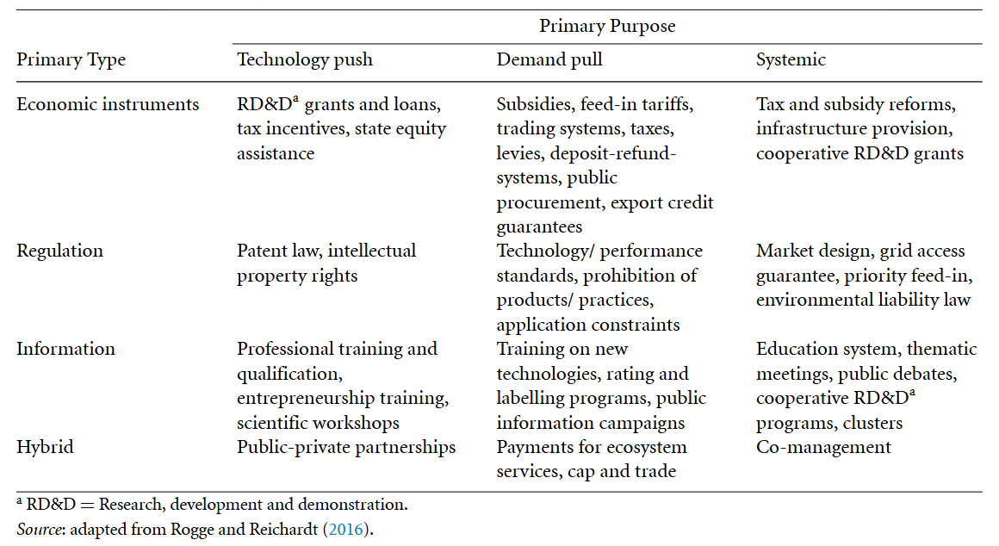 Primary Purpose
Primary Type Technology push Demand pull Systemic
Economic instruments RD&Dᵃ grants and loans, Subsidies, feed-in tariffs, Tax and subsidy reforms,
tax incentives, state equity trading systems, taxes, infrastructure provision,
assistance levies, deposit-refund- cooperative RD&D grants
systems, public
procurement, export credit
guarantees
Regulation Patent law, intellectual Technology/ performance Market design, grid access
property rights standards, prohibition of guarantee, priority feed-in,
products/ practices, environmental liability law
application constraints
Information Professional training and Training on new Education system, thematic
qualification, technologies, rating and meetings, public debates,
entrepreneurship training, labelling programs, public cooperative RD&Dᵃ
scientific workshops information campaigns programs, clusters
Hybrid Public-private partnerships Payments for ecosystem Co-management
services, cap and trade
ᵃ RD&D = Research, development and demonstration.
Source: adapted from Rogge and Reichardt (2016).